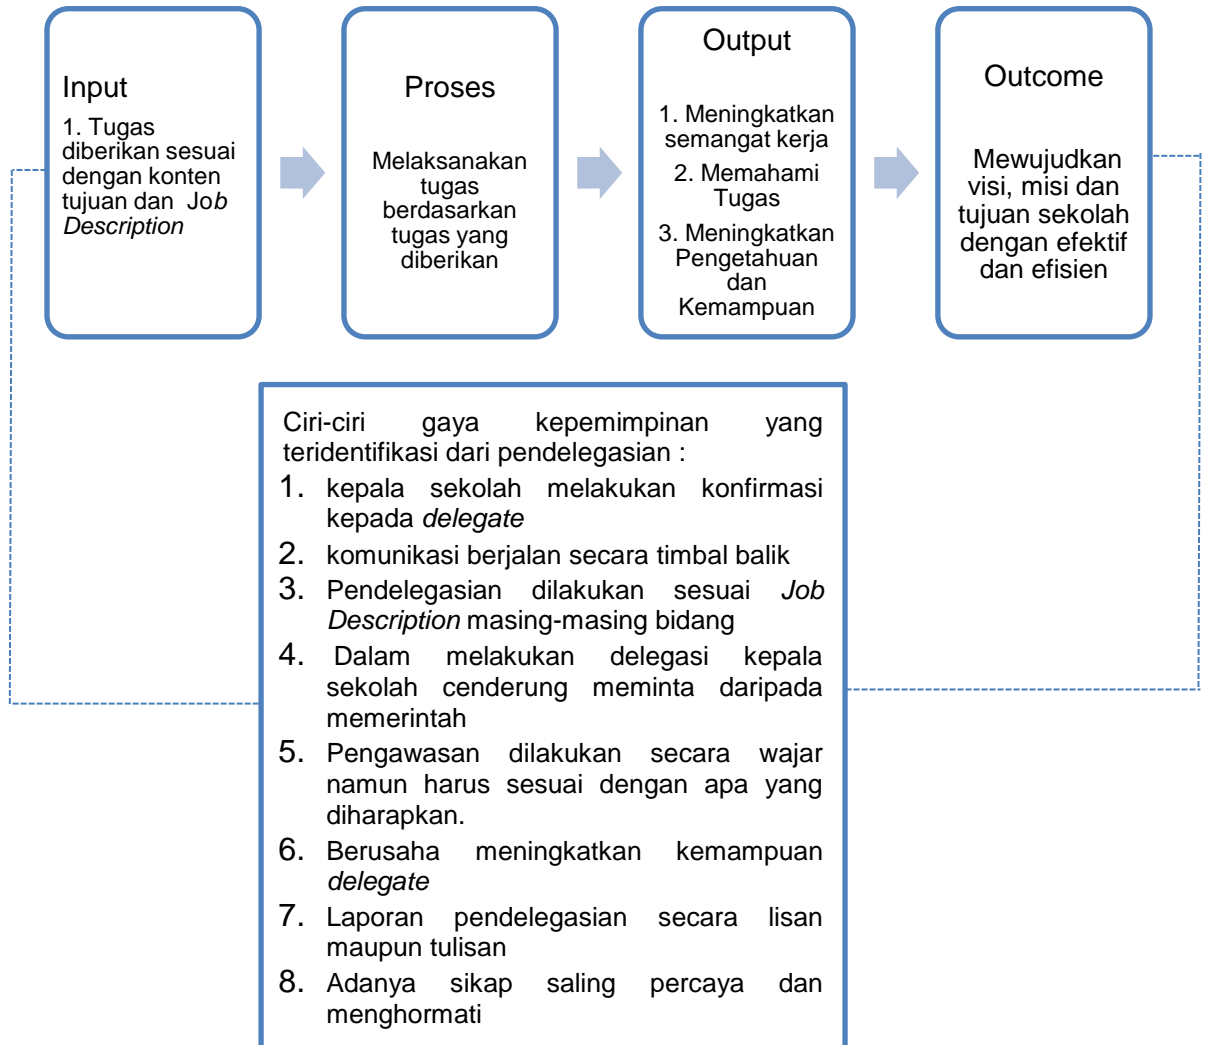 Input
1. Tugas
diberikan sesuai
dengan konten
tujuan dan Job
Description
Proses
Melaksanakan
tugas
berdasarkan
tugas yang
diberikan
Output
1. Meningkatkan
semangat kerja
2. Memahami
Tugas
3. Meningkatkan
Pengetahuan
dan
Kemampuan
Outcome
Mewujudkan
visi, misi dan
tujuan sekolah
dengan efektif
dan efisien
Ciri-ciri gaya kepemimpinan yang
teridentifikasi dari pendelegasian :
1. kepala sekolah melakukan konfirmasi
kepada delegate
2. komunikasi berjalan secara timbal balik
3. Pendelegasian dilakukan sesuai Job
Description masing-masing bidang
4. Dalam melakukan delegasi kepala
sekolah cenderung meminta daripada
memerintah
5. Pengawasan dilakukan secara wajar
namun harus sesuai dengan apa yang
diharapkan.
6. Berusaha meningkatkan kemampuan
delegate
7. Laporan pendelegasian secara lisan
maupun tulisan
8. Adanya sikap saling percaya dan
menghormati